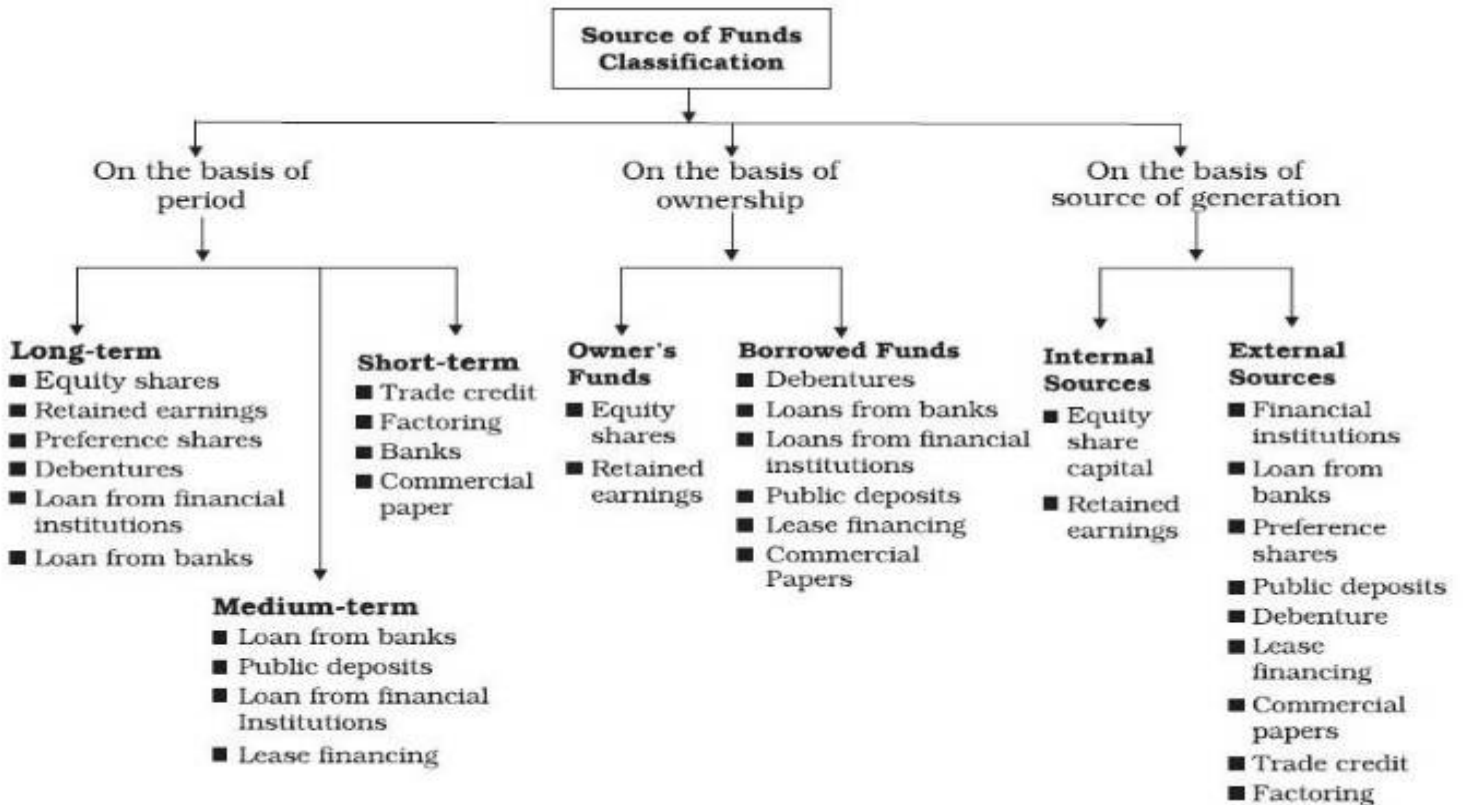 Source of Funds
Classification
On the basis of
period
On the basis of
ownership
On the basis of
source of generation
Long-term
■ Equity shares
■ Retained earnings
■ Preference shares
■ Debentures
■ Loan from financial
institutions
■ Loan from banks
Medium-term
■ Loan from banks
■ Public deposits
■ Loan from financial
Institutions
■ Lease financing
Short-term
■ Trade credit
■ Factoring
■ Banks
■ Commercial
paper
Owner's
Funds
■ Equity
shares
■ Retained
earnings
Borrowed Funds
■ Debentures
■ Loans from banks
■ Loans from financial
institutions
■ Public deposits
■ Lease financing
■ Commercial
Papers
Internal
Sources
■ Equity
share
capital
■ Retained
earnings
External
Sources
■ Financial
institutions
■ Loan from
banks
■ Preference
shares
■ Public deposits
■ Debenture
■ Lease
financing
■ Commercial
papers
■ Trade credit
■ Factoring